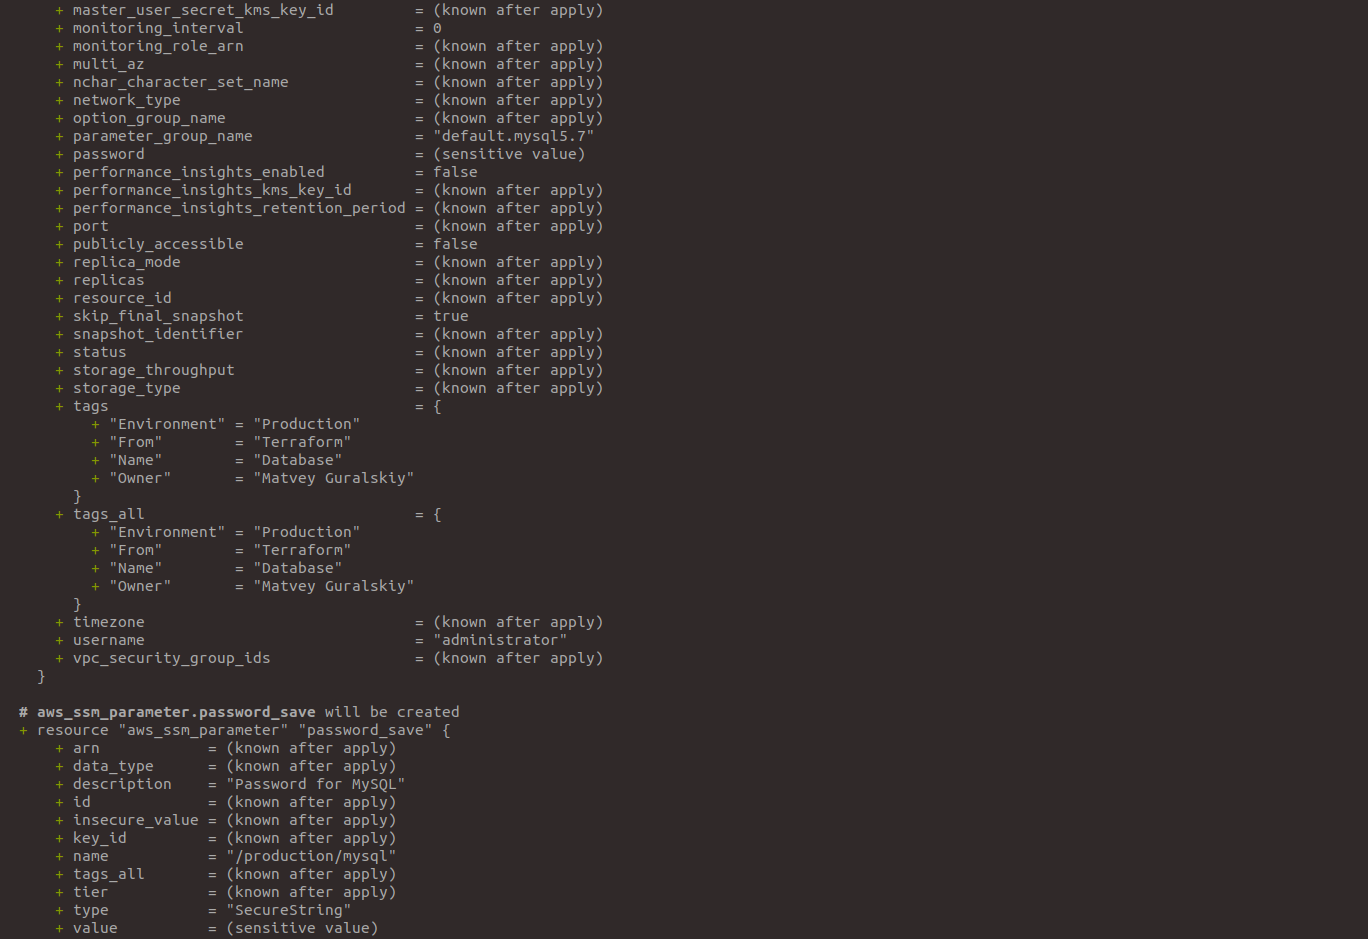 + master_user_secret_kms_key_id = (known after apply)
+ monitoring_interval = 0
+ monitoring_role_arn = (known after apply)
+ multi_az = (known after apply)
+ nchar_character_set_name = (known after apply)
+ network_type = (known after apply)
+ option_group_name = (known after apply)
+ parameter_group_name = "default.mysql5.7"
+ password = (sensitive value)
+ performance_insights_enabled = false
+ performance_insights_kms_key_id = (known after apply)
+ performance_insights_retention_period = (known after apply)
+ port = (known after apply)
+ publicly_accessible = false
+ replica_mode = (known after apply)
+ replicas = (known after apply)
+ resource_id = (known after apply)
+ skip_final_snapshot = true
+ snapshot_identifier = (known after apply)
+ status = (known after apply)
+ storage_throughput = (known after apply)
+ storage_type = (known after apply)
+ tags = {
+ "Environment" = "Production"
+ "From" = "Terraform"
+ "Name" = "Database"
+ "Owner" = "Matvey Guralskiy"
}
+ tags_all = {
+ "Environment" = "Production"
+ "From" = "Terraform"
+ "Name" = "Database"
+ "Owner" = "Matvey Guralskiy"
}
+ timezone = (known after apply)
+ username = "administrator"
+ vpc_security_group_ids = (known after apply)
}
# aws_ssm_parameter.password_save will be created
+ resource "aws_ssm_parameter" "password_save" {
+ arn = (known after apply)
+ data_type = (known after apply)
+ description = "Password for MySQL"
+ id = (known after apply)
+ insecure_value = (known after apply)
+ key_id = (known after apply)
+ name = "/production/mysql"
+ tags_all = (known after apply)
+ tier = (known after apply)
+ type = "SecureString"
+ value = (sensitive value)